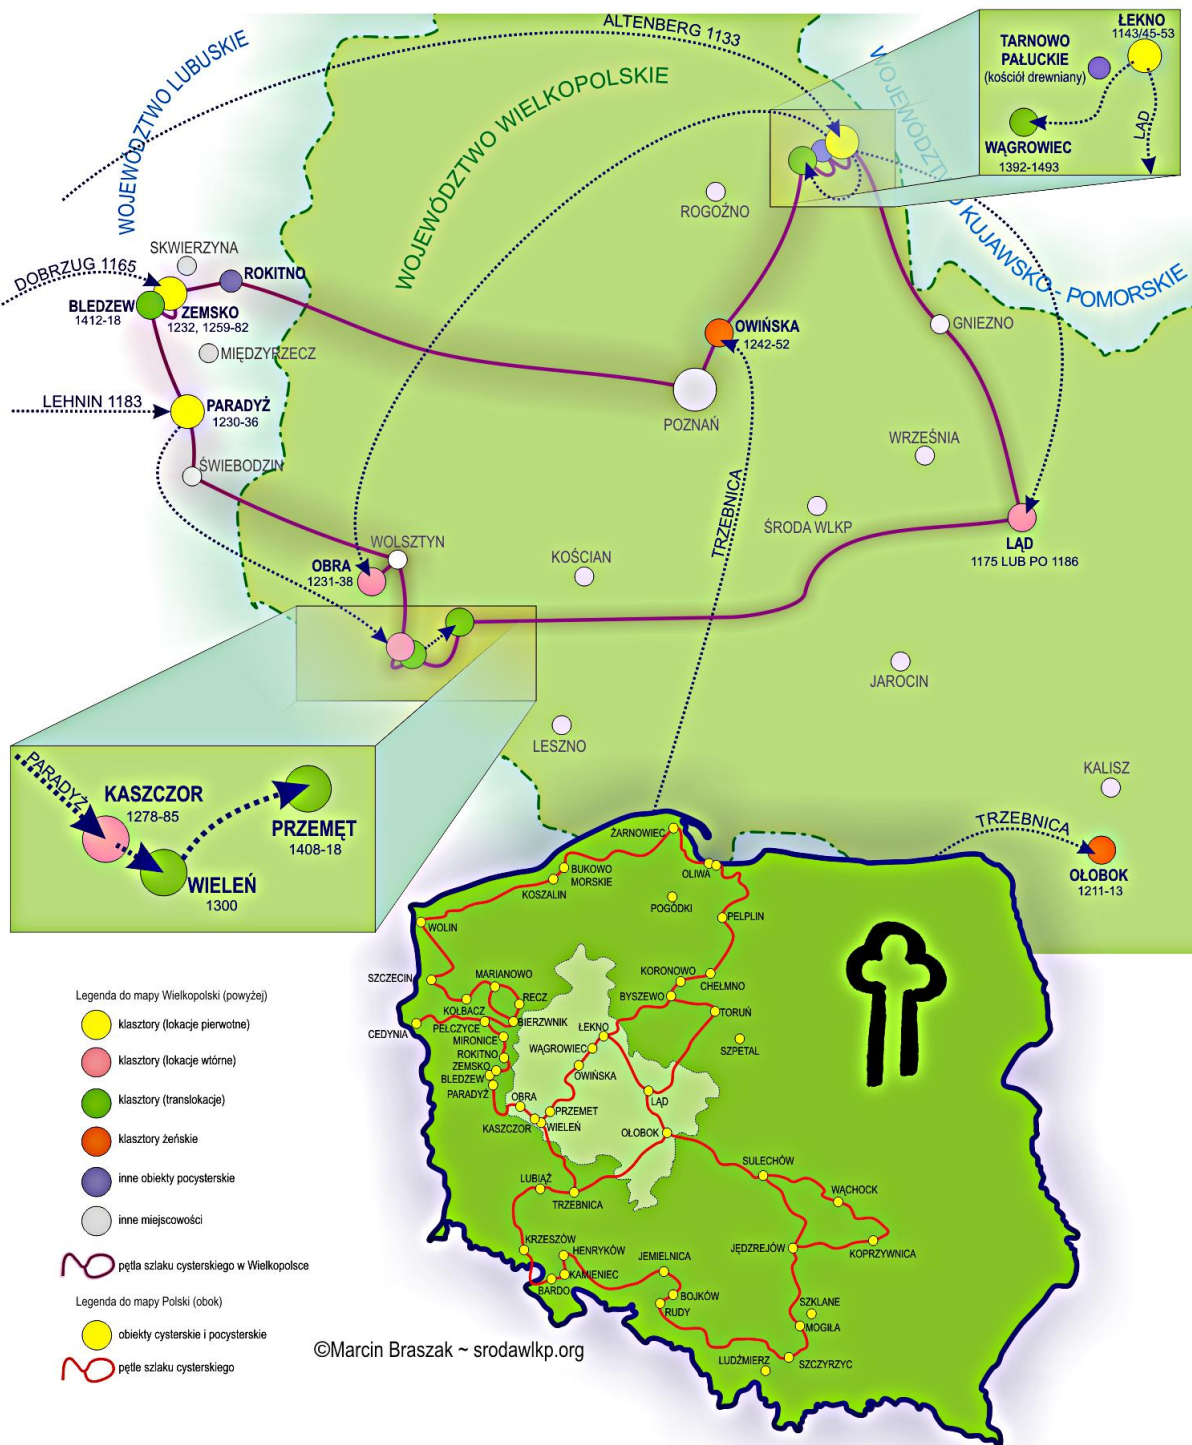 ALTENBERG 1133
WOJEWÓDZTWO LUBUSKIE
WOJEWÓDZTWO WIELKOPOLSKIE
KUJAWSKO - POMORSKIE
ŁEKNO
1143/45-53
TARNOWO
PAŁUCKIE
(kościół drewniany)
LĄD
WĄGROWIEC
1392-1493
ROGOŹNO
SKWIERZYNA
DOBRZUG 1165
ROKITNO
BLEDZEW
1412-18
ZEMSKO
1232, 1259-82
MIĘDZYRZECZ
OWIŃSKA
1242-52
GNIEZNO
LEHNIN 1183
PARADYŻ
1230-36
POZNAŃ
WRZEŚNIA
ŚWIEBODZIN
TRZEBNICA
ŚRODA WLKP
WOLSZTYN
OBRA
1231-38
KOŚCIAN
LĄD
1175 LUB PO 1186
JAROCIN
LESZNO
KALISZ
PARADYŻ
KASZCZOR
1278-85
PRZEMĘT
1408-18
WIELEŃ
1300
TRZEBNICA
OŁOBOK
1211-13
ŻARNOWIEC
BUKOWO
MORSKIE
KOSZALIN
OLIWA
POGÓDKI
PELPLIN
WOLIN
SZCZECIN
MARIANOWO
KORONOWO
CHEŁMNO
RECZ
BYSZEWO
KOŁBACZ
TORUŃ
CEDYNIA
PEŁCZYCE
BIERZWNIK
ŁEKNO
MIRONICE
SZPETAL
WĄGROWIEC
ROKITNO
ZEMSKO
OWIŃSKA
BLEDZEW
PARADYŻ
OBRA
LĄD
PRZEMET
KASZCZOR
WIELEŃ
OŁOBOK
SULECHÓW
LUBIĄŻ
TRZEBNICA
WĄCHOCK
KRZESZÓW
HENRYKÓW
JEMIELNICA
JĘDRZEJÓW
KOPRZYWNICA
KAMIENIEC
BARDO
BOJKÓW
RUDY
SZKLANE
MOGIŁA
LUDŹMIERZ
SZCZYRZYC
Legenda do mapy Wielkopolski (powyżej)
klasztory (lokacje pierwotne)
klasztory (lokacje wtórne)
klasztory (translokacje)
klasztory żeńskie
inne obiekty pocysterskie
inne miejscowości
pętla szlaku cysterskiego w Wielkopolsce
Legenda do mapy Polski (obok)
obiekty cysterskie i pocysterskie
pętle szlaku cysterskiego
©Marcin Braszak ~ srodawlkp.org